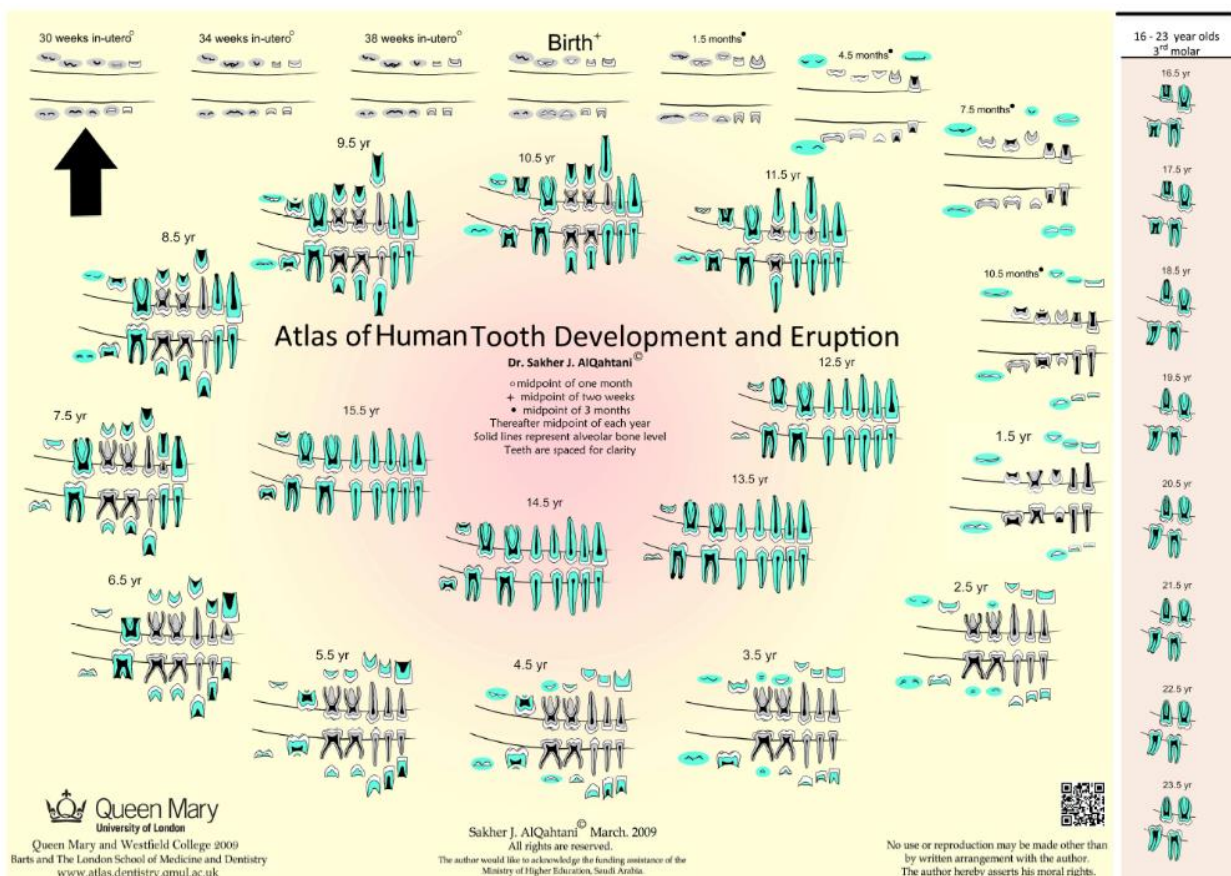 30 weeks in-utero○
34 weeks in-utero○
38 weeks in-utero○
Birth+
1.5 months●
4.5 months●
7.5 months●
10.5 months●
1.5 yr
2.5 yr
3.5 yr
4.5 yr
5.5 yr
6.5 yr
7.5 yr
8.5 yr
9.5 yr
10.5 yr
11.5 yr
12.5 yr
13.5 yr
14.5 yr
15.5 yr
Atlas of Human Tooth Development and Eruption
Dr. Sakher J. AlQahtani©
○ midpoint of one month
+ midpoint of two weeks
● midpoint of 3 months
Thereafter midpoint of each year
Solid lines represent alveolar bone level
Teeth are spaced for clarity
16 - 23 year olds
3rd molar
16.5 yr
17.5 yr
18.5 yr
19.5 yr
20.5 yr
21.5 yr
22.5 yr
23.5 yr
Queen Mary
University of London
Queen Mary and Westfield College 2009
Barts and The London School of Medicine and Dentistry
www.atlas.dentistry.qmul.ac.uk
Sakher J. AlQahtani© March. 2009
All rights are reserved.
The author would like to acknowledge the funding assistance of the
Ministry of Higher Education, Saudi Arabia.
No use or reproduction may be made other than
by written arrangement with the author.
The author hereby asserts his moral rights.